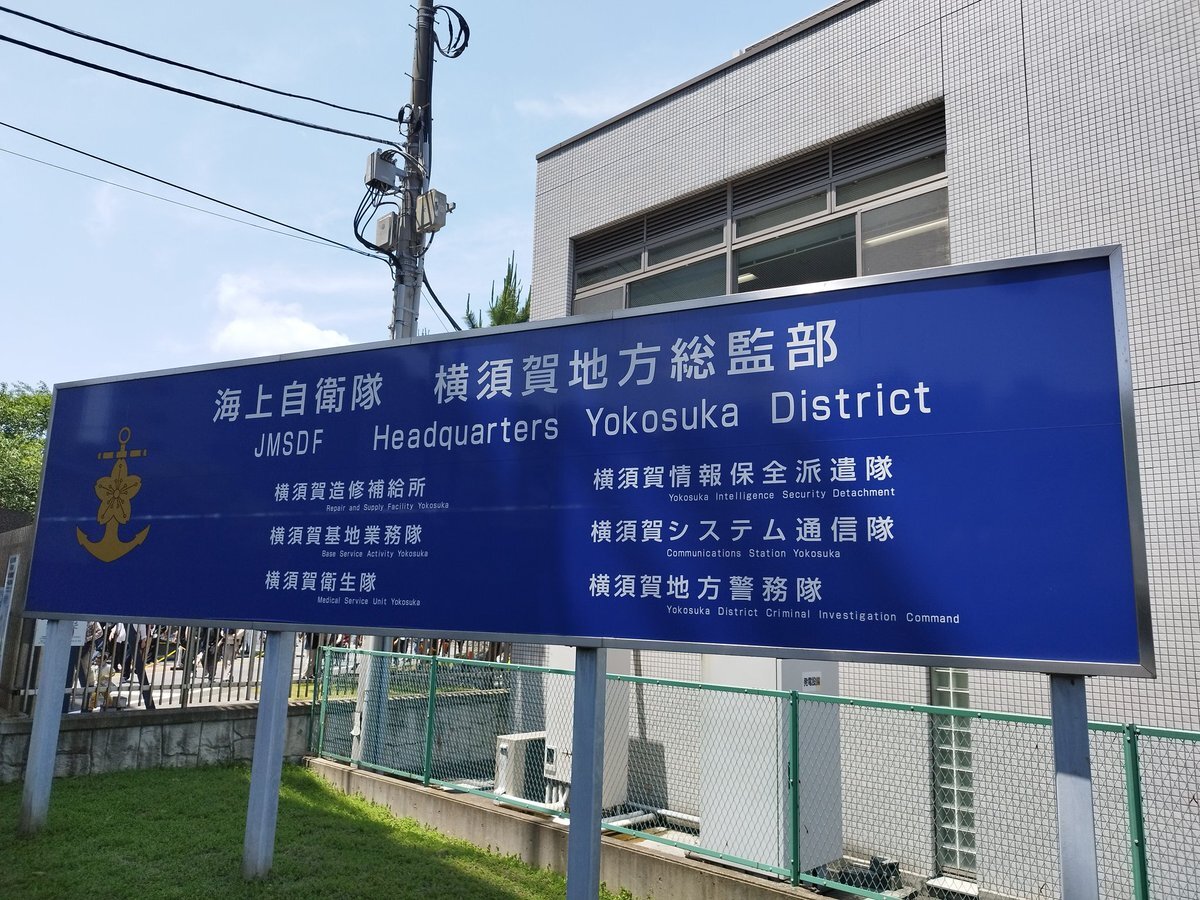 海上自衛隊 横須賀地方総監部
JMSDF Headquarters Yokosuka District
横須賀造修補給所
Repair and Supply Facility Yokosuka
横須賀基地業務隊
Base Service Activity Yokosuka
横須賀衛生隊
Medical Service Unit Yokosuka
横須賀情報保全派遣隊
Yokosuka Intelligence Security Detachment
横須賀システム通信隊
Communications Station Yokosuka
横須賀地方警務隊
Yokosuka District Criminal Investigation Command
発電設備